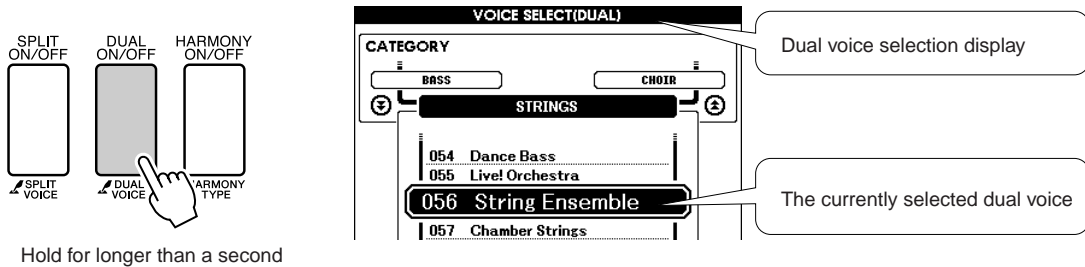 SPLIT
ON/OFF
DUAL
ON/OFF
HARMONY
ON/OFF
SPLIT
VOICE
DUAL
VOICE
ARMONY
TYPE
Hold for longer than a second
VOICE SELECT(DUAL)
CATEGORY
BASS
CHOIR
STRINGS
054 Dance Bass
055 Live! Orchestra
056 String Ensemble
057 Chamber Strings
Dual voice selection display
The currently selected dual voice